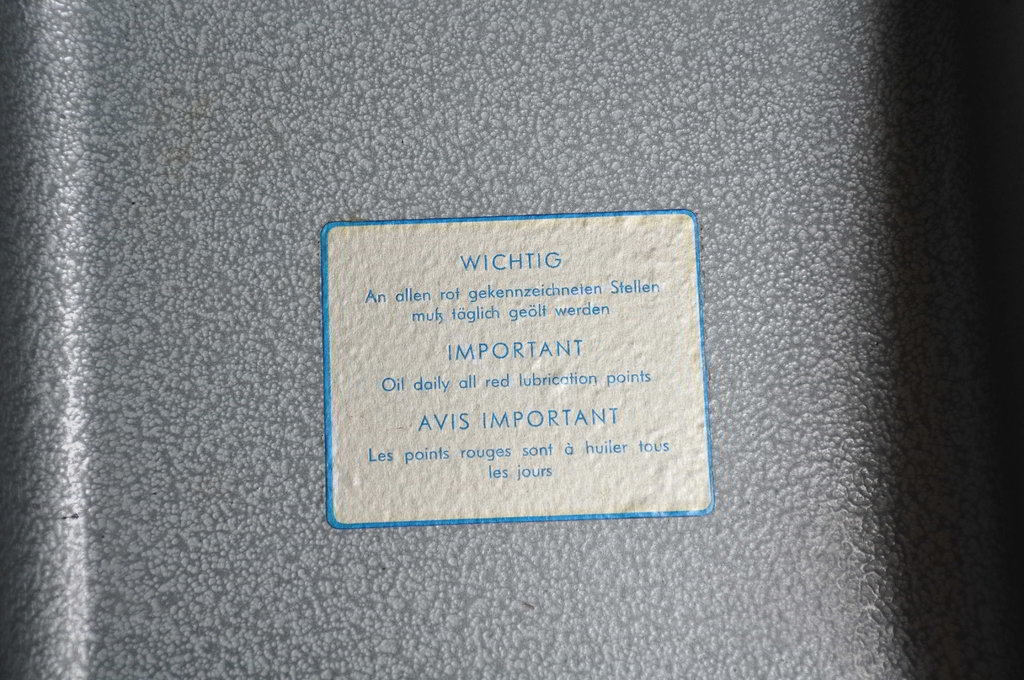 WICHTIG
An allen rot gekennzeichneten Stellen
muß täglich geölt werden
IMPORTANT
Oil daily all red lubrication points
AVIS IMPORTANT
Les points rouges sont à huiler tous
les jours